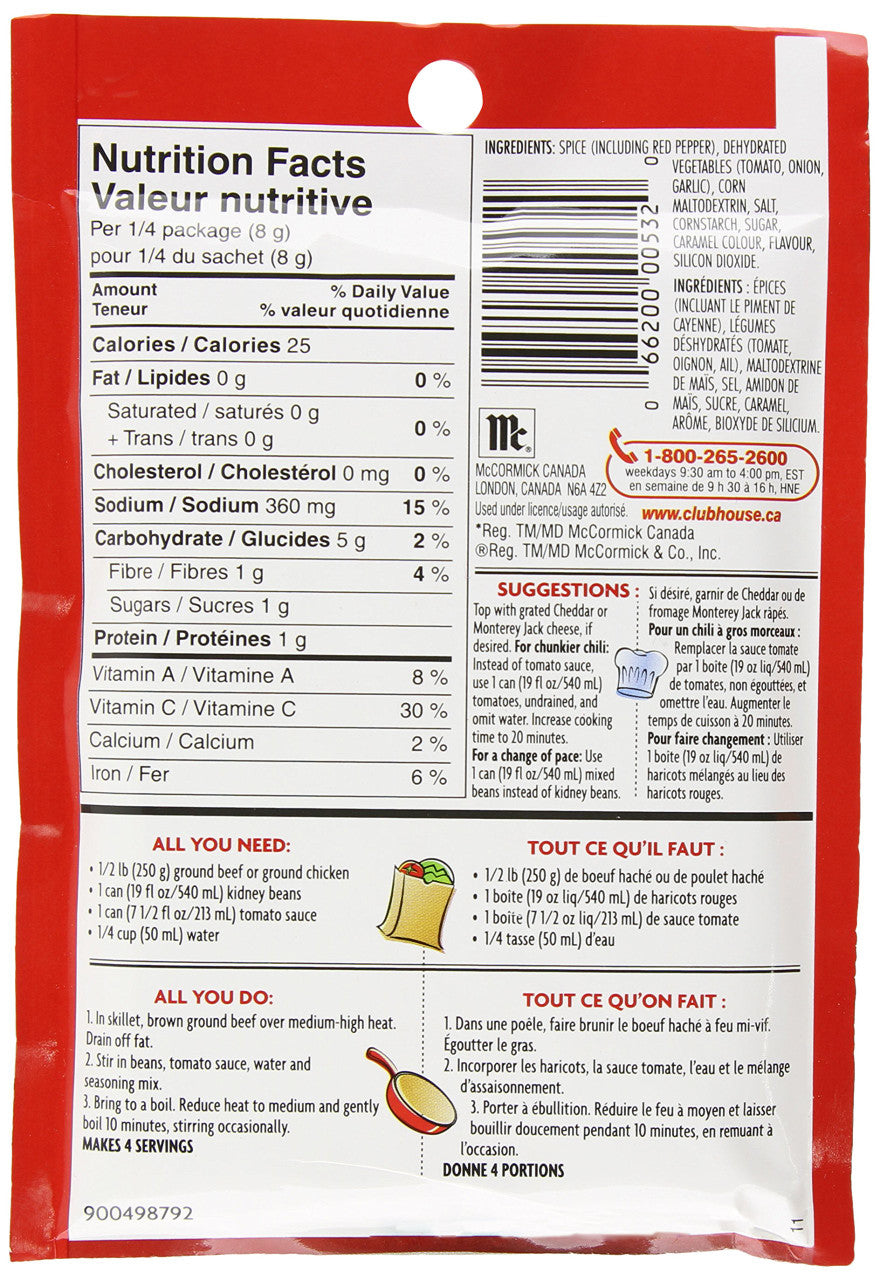 Nutrition Facts
Valeur nutritive
Per 1/4 package (8 g)
pour 1/4 du sachet (8 g)
Amount % Daily Value
Teneur % valeur quotidienne
Calories / Calories 25
Fat / Lipides 0 g 0 %
Saturated / saturés 0 g
+ Trans / trans 0 g 0 %
Cholesterol / Cholestérol 0 mg 0 %
Sodium / Sodium 360 mg 15 %
Carbohydrate / Glucides 5 g 2 %
Fibre / Fibres 1 g 4 %
Sugars / Sucres 1 g
Protein / Protéines 1 g
Vitamin A / Vitamine A 8 %
Vitamin C / Vitamine C 30 %
Calcium / Calcium 2 %
Iron / Fer 6 %
INGREDIENTS: SPICE (INCLUDING RED PEPPER), DEHYDRATED
VEGETABLES (TOMATO, ONION,
GARLIC), CORN
MALTODEXTRIN, SALT,
CORNSTARCH, SUGAR,
CARAMEL COLOUR, FLAVOUR,
SILICON DIOXIDE.
INGRÉDIENTS : ÉPICES
(INCLUANT LE PIMENT DE
CAYENNE), LÉGUMES
DÉSHYDRATÉS (TOMATE,
OIGNON, AIL), MALTODEXTRINE
DE MAÏS, SEL, AMIDON DE
MAÏS, SUCRE, CARAMEL,
ARÔME, BIOXYDE DE SILICIUM.
0 66200 00532 0
Mc®
McCORMICK CANADA
LONDON, CANADA N6A 4Z2
1-800-265-2600
weekdays 9:30 am to 4:00 pm, EST
en semaine de 9 h 30 à 16 h, HNE
Used under licence/usage autorisé. www.clubhouse.ca
*Reg. TM/MD McCormick Canada
®Reg. TM/MD McCormick & Co., Inc.
SUGGESTIONS :
Top with grated Cheddar or
Monterey Jack cheese, if
desired. For chunkier chili:
Instead of tomato sauce,
use 1 can (19 fl oz/540 mL)
tomatoes, undrained, and
omit water. Increase cooking
time to 20 minutes.
For a change of pace: Use
1 can (19 fl oz/540 mL) mixed
beans instead of kidney beans.
Si désiré, garnir de Cheddar ou de
fromage Monterey Jack râpés.
Pour un chili à gros morceaux :
Remplacer la sauce tomate
par 1 boite (19 oz liq/540 mL)
de tomates, non égouttées, et
omettre l'eau. Augmenter le
temps de cuisson à 20 minutes.
Pour faire changement : Utiliser
1 boite (19 oz liq/540 mL) de
haricots mélangés au lieu des
haricots rouges.
ALL YOU NEED:
• 1/2 lb (250 g) ground beef or ground chicken
• 1 can (19 fl oz/540 mL) kidney beans
• 1 can (7 1/2 fl oz/213 mL) tomato sauce
• 1/4 cup (50 mL) water
TOUT CE QU'IL FAUT :
• 1/2 lb (250 g) de boeuf haché ou de poulet haché
• 1 boite (19 oz liq/540 mL) de haricots rouges
• 1 boîte (7 1/2 oz liq/213 mL) de sauce tomate
• 1/4 tasse (50 mL) d'eau
ALL YOU DO:
1. In skillet, brown ground beef over medium-high heat.
Drain off fat.
2. Stir in beans, tomato sauce, water and
seasoning mix.
3. Bring to a boil. Reduce heat to medium and gently
boil 10 minutes, stirring occasionally.
MAKES 4 SERVINGS
TOUT CE QU'ON FAIT :
1. Dans une poêle, faire brunir le boeuf haché à feu mi-vif.
Égoutter le gras.
2. Incorporer les haricots, la sauce tomate, l'eau et le mélange
d'assaisonnement.
3. Porter à ébullition. Réduire le feu à moyen et laisser
bouillir doucement pendant 10 minutes, en remuant à
l'occasion.
DONNE 4 PORTIONS
900498792
11